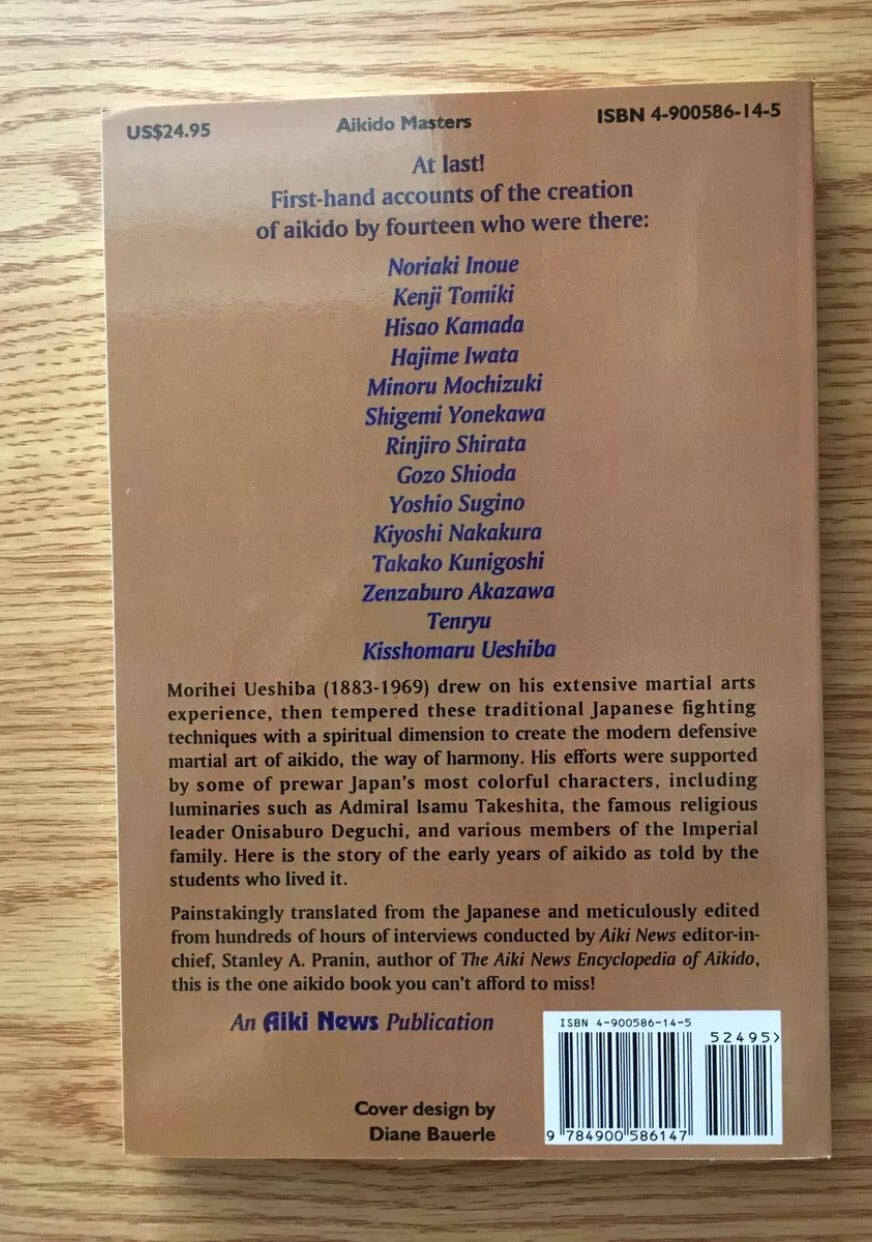 US$24.95
Aikido Masters
ISBN 4-900586-14-5
At last!
First-hand accounts of the creation
of aikido by fourteen who were there:
Noriaki Inoue
Kenji Tomiki
Hisao Kamada
Hajime Iwata
Minoru Mochizuki
Shigemi Yonekawa
Rinjiro Shirata
Gozo Shioda
Yoshio Sugino
Kiyoshi Nakakura
Takako Kunigoshi
Zenzaburo Akazawa
Tenryu
Kisshomaru Ueshiba
Morihei Ueshiba (1883-1969) drew on his extensive martial arts
experience, then tempered these traditional Japanese fighting
techniques with a spiritual dimension to create the modern defensive
martial art of aikido, the way of harmony. His efforts were supported
by some of prewar Japan's most colorful characters, including
luminaries such as Admiral Isamu Takeshita, the famous religious
leader Onisaburo Deguchi, and various members of the Imperial
family. Here is the story of the early years of aikido as told by the
students who lived it.
Painstakingly translated from the Japanese and meticulously edited
from hundreds of hours of interviews conducted by Aiki News editor-in-
chief, Stanley A. Pranin, author of The Aiki News Encyclopedia of Aikido,
this is the one aikido book you can't afford to miss!
An Aiki News Publication
Cover design by
Diane Bauerle
ISBN 4-900586-14-5
52495>
9 784900 586147